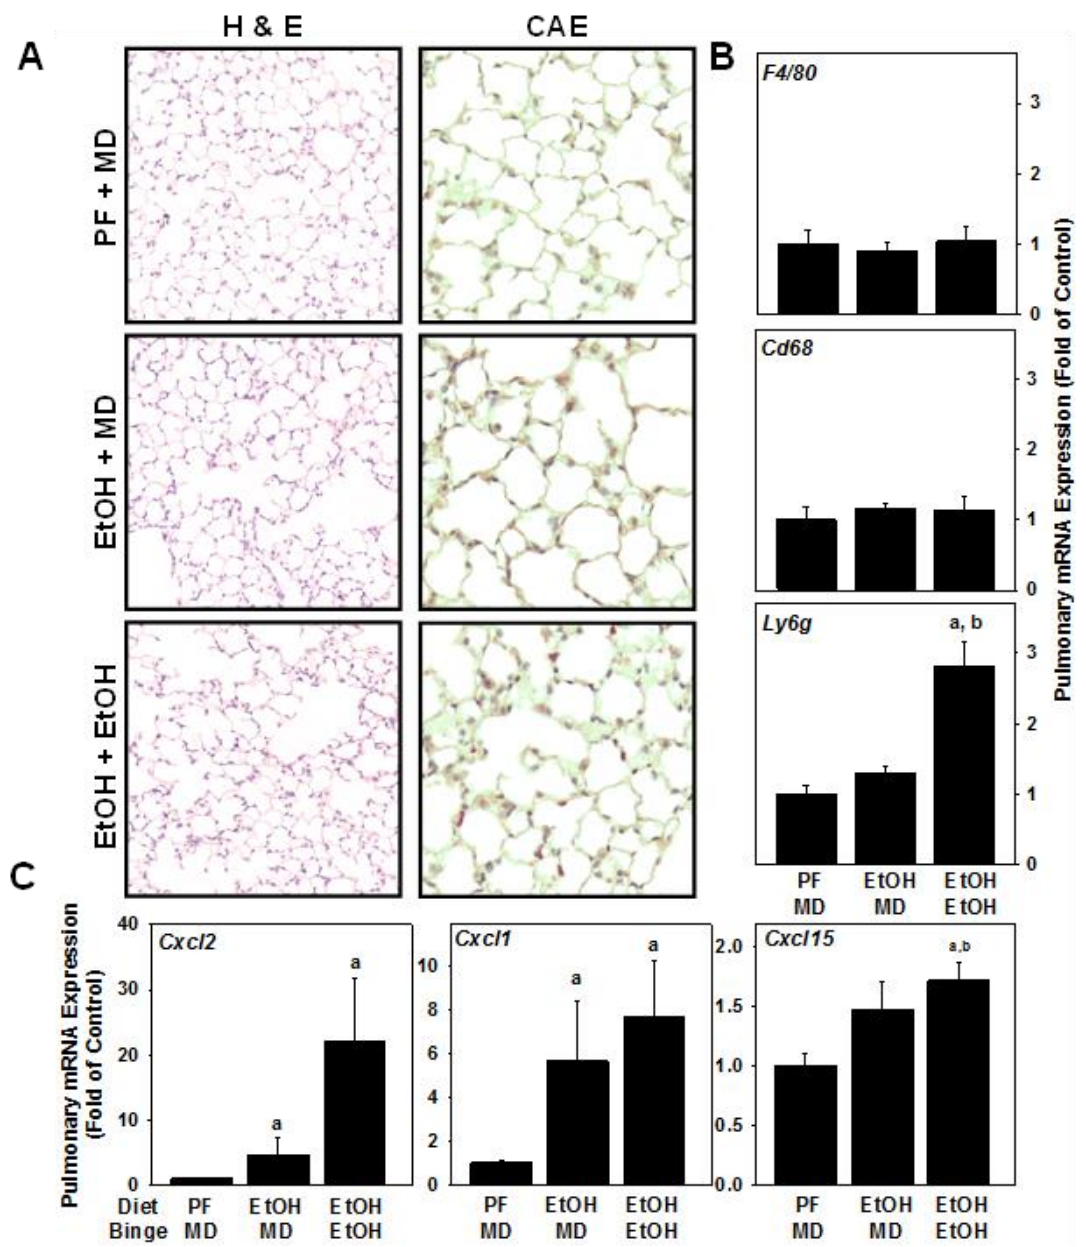 H & E CAE
A
B
PF + MD
EtOH + MD
EtOH + EtOH
F4/80
3
2
1
0
Cd68
3
2
1
0
Ly6g
a, b
3
2
1
0
PF EtOH EtOH
MD MD EtOH
Pulmonary mRNA Expression (Fold of Control)
C
Pulmonary mRNA Expression
(Fold of Control)
Cxcl2
40
30
20
10
0
a
a
Cxcl1
10
8
6
4
2
0
a
a
Cxcl15
2.0
1.5
1.0
0.5
0.0
a,b
Diet PF EtOH EtOH PF EtOH EtOH PF EtOH EtOH
Binge MD MD EtOH MD MD EtOH MD MD EtOH